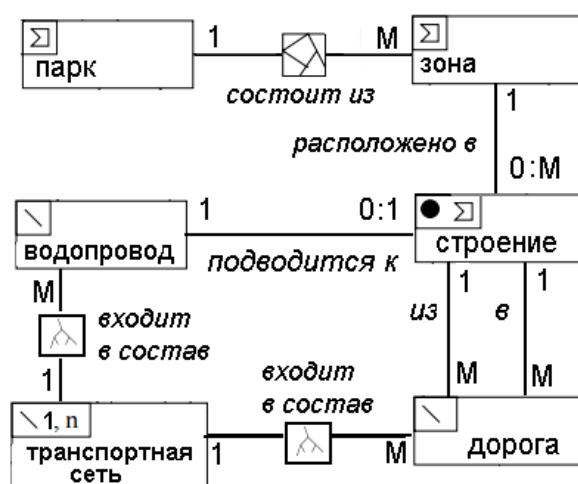 Σ
парк
1
M
состоит из
Σ
зона
1
расположено в
0:M
Σ
строение
1
0:1
подводится к
водопровод
M
входит
в состав
1
1, n
транспортная
сеть
1
входит
в состав
M
1
1
из
в
M
M
дорога